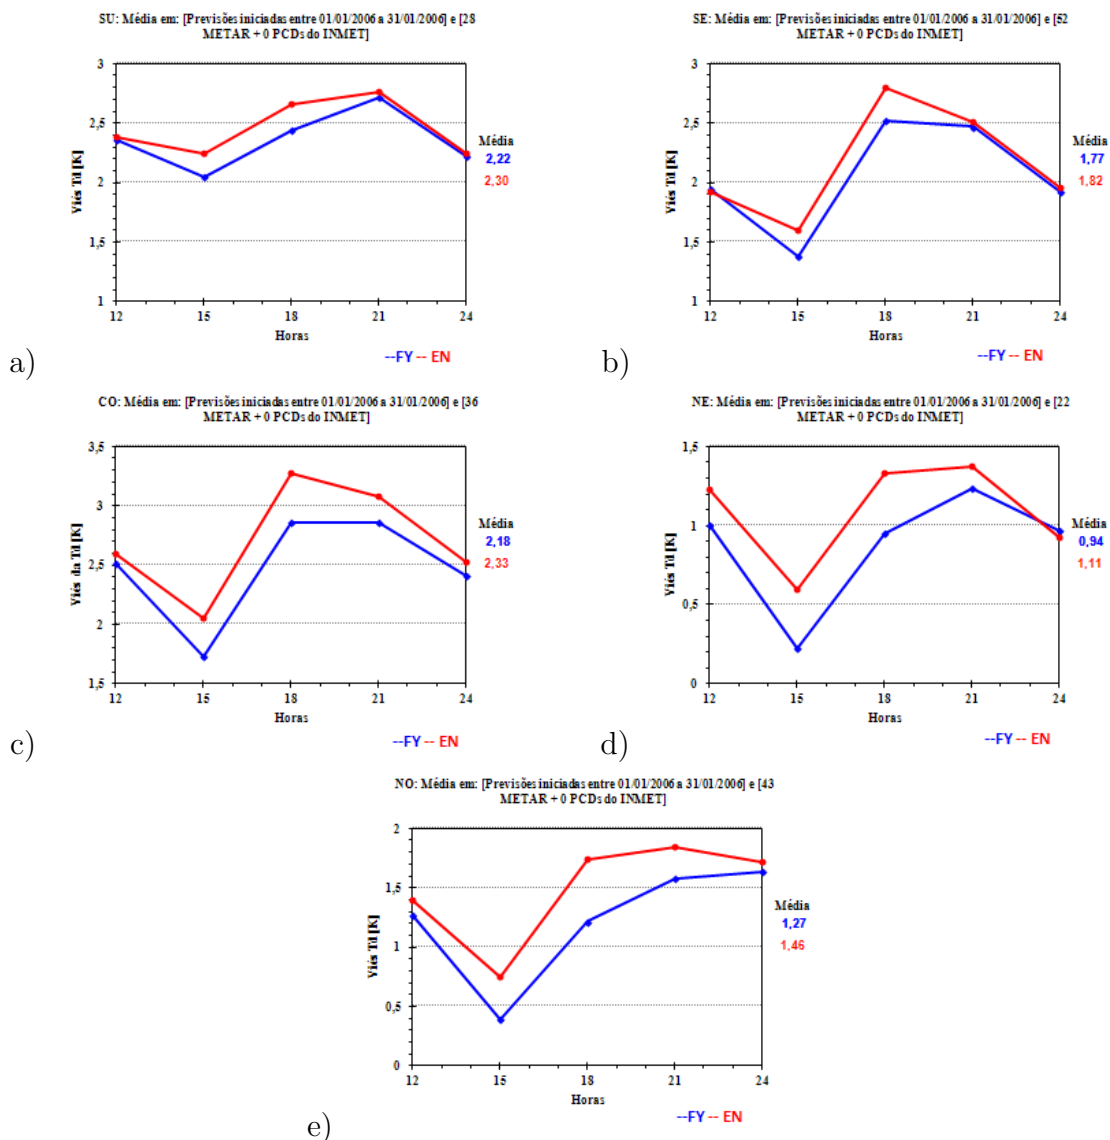 SU: Média em: [Previsões iniciadas entre 01/01/2006 a 31/01/2006] e [28
METAR + 0 PCDs do INMET]
3
2,5
2
1,5
1
Viés Td [K]
12 15 18 21 24
Horas
Média
2,22
2,30
--FY -- EN
a)
SE: Média em: [Previsões iniciadas entre 01/01/2006 a 31/01/2006] e [52
METAR + 0 PCDs do INMET]
3
2,5
2
1,5
1
Viés Td [K]
12 15 18 21 24
Horas
Média
1,77
1,82
--FY -- EN
b)
CO: Média em: [Previsões iniciadas entre 01/01/2006 a 31/01/2006] e [36
METAR + 0 PCDs do INMET]
3,5
3
2,5
2
1,5
Viés da Td [K]
12 15 18 21 24
Horas
Média
2,18
2,33
--FY -- EN
c)
NE: Média em: [Previsões iniciadas entre 01/01/2006 a 31/01/2006] e [22
METAR + 0 PCDs do INMET]
1,5
1
0,5
0
Viés Td [K]
12 15 18 21 24
Horas
Média
0,94
1,11
--FY -- EN
d)
NO: Média em: [Previsões iniciadas entre 01/01/2006 a 31/01/2006] e [43
METAR + 0 PCDs do INMET]
2
1,5
1
0,5
0
Viés Td [K]
12 15 18 21 24
Horas
Média
1,27
1,46
--FY -- EN
e)